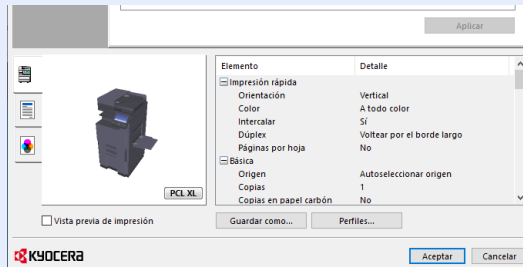 Aplicar
Elemento Detalle
Impresión rápida
Orientación Vertical
Color A todo color
Intercalar Sí
Dúplex Voltear por el borde largo
Páginas por hoja No
Básica
Origen Autoseleccionar origen
Copias 1
Copias en papel carbón No
PCL XL
Vista previa de impresión Guardar como... Perfiles...
KYOCERA Aceptar Cancelar